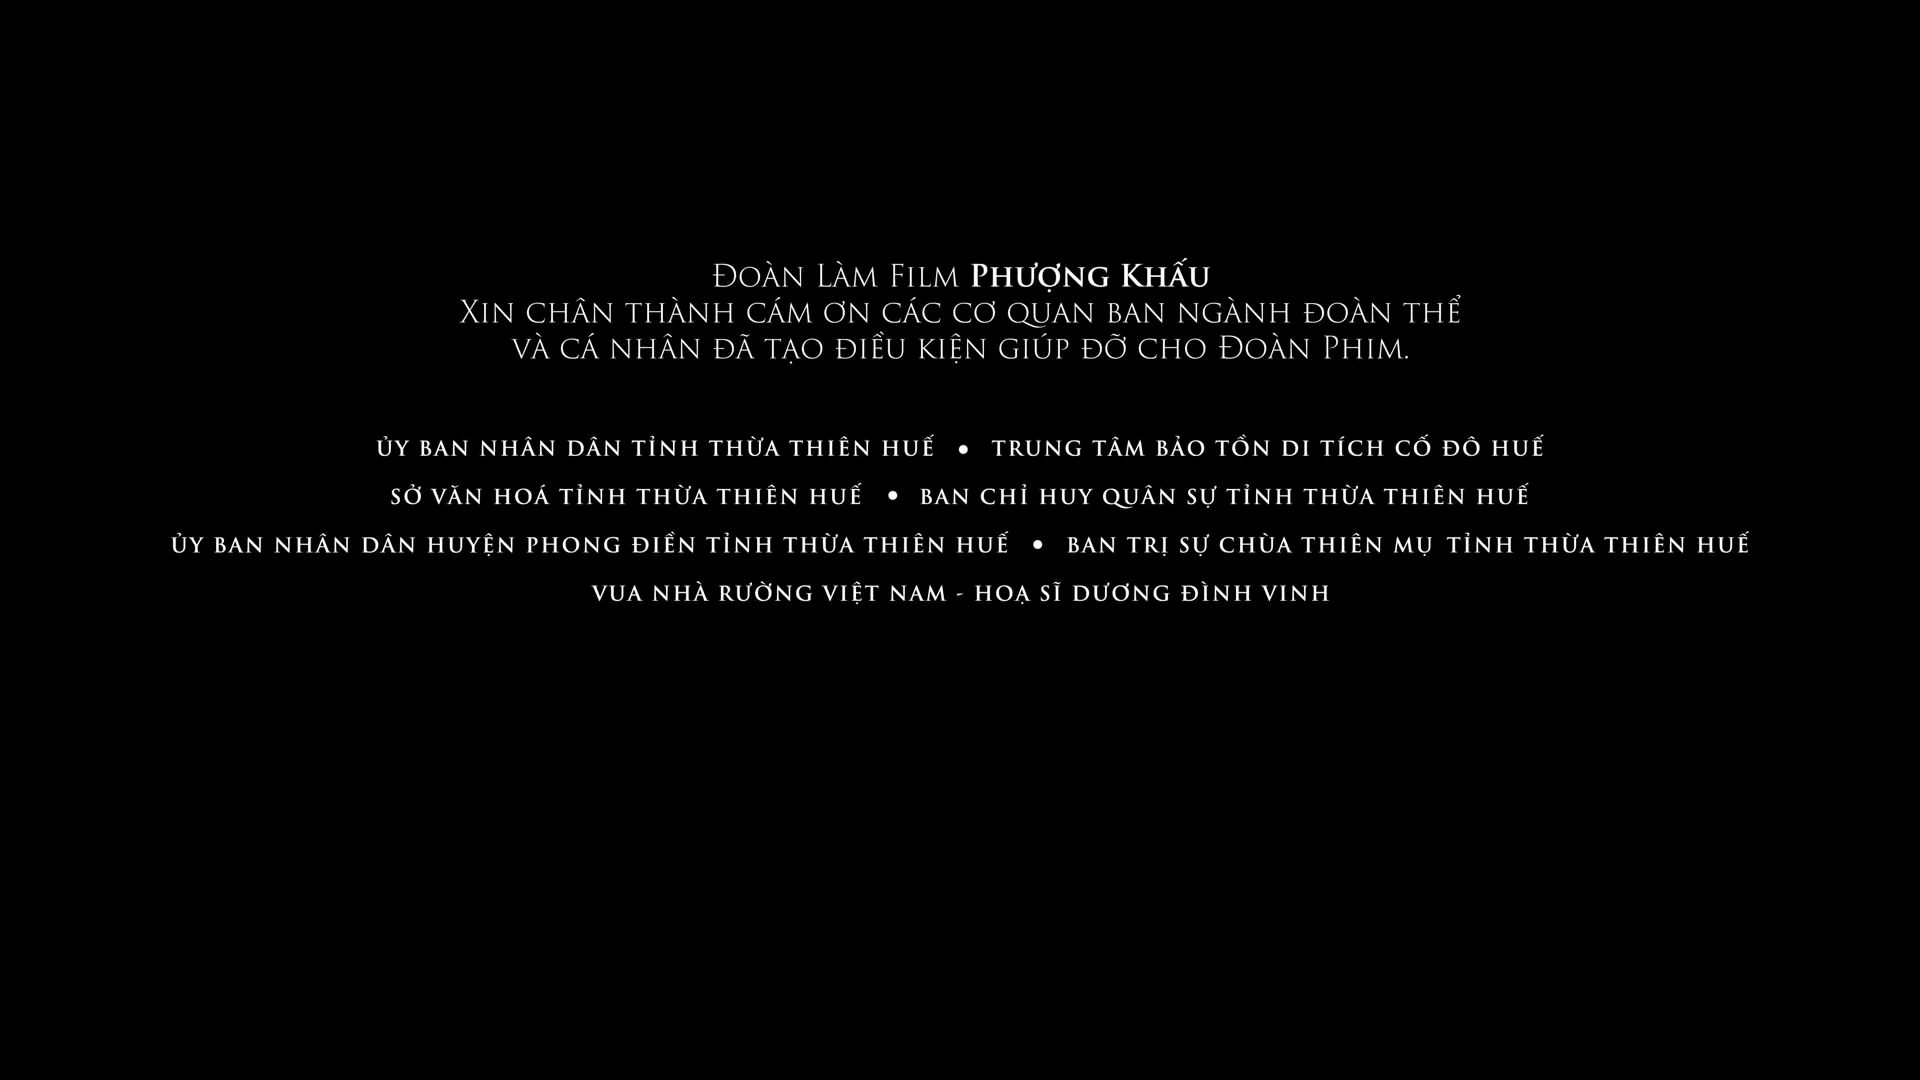 Đoàn Làm Film Phượng Khấu
Xin chân thành cám ơn các cơ quan ban ngành đoàn thể
và cá nhân đã tạo điều kiện giúp đỡ cho Đoàn Phim.
ỦY BAN NHÂN DÂN TỈNH THỪA THIÊN HUẾ • TRUNG TÂM BẢO TỒN DI TÍCH CỐ ĐÔ HUẾ
SỞ VĂN HOÁ TỈNH THỪA THIÊN HUẾ • BAN CHỈ HUY QUÂN SỰ TỈNH THỪA THIÊN HUẾ
ỦY BAN NHÂN DÂN HUYỆN PHONG ĐIỀN TỈNH THỪA THIÊN HUẾ • BAN TRỊ SỰ CHÙA THIÊN MỤ TỈNH THỪA THIÊN HUẾ
VUA NHÀ RƯỜNG VIỆT NAM - HOẠ SĨ DƯƠNG ĐÌNH VINH